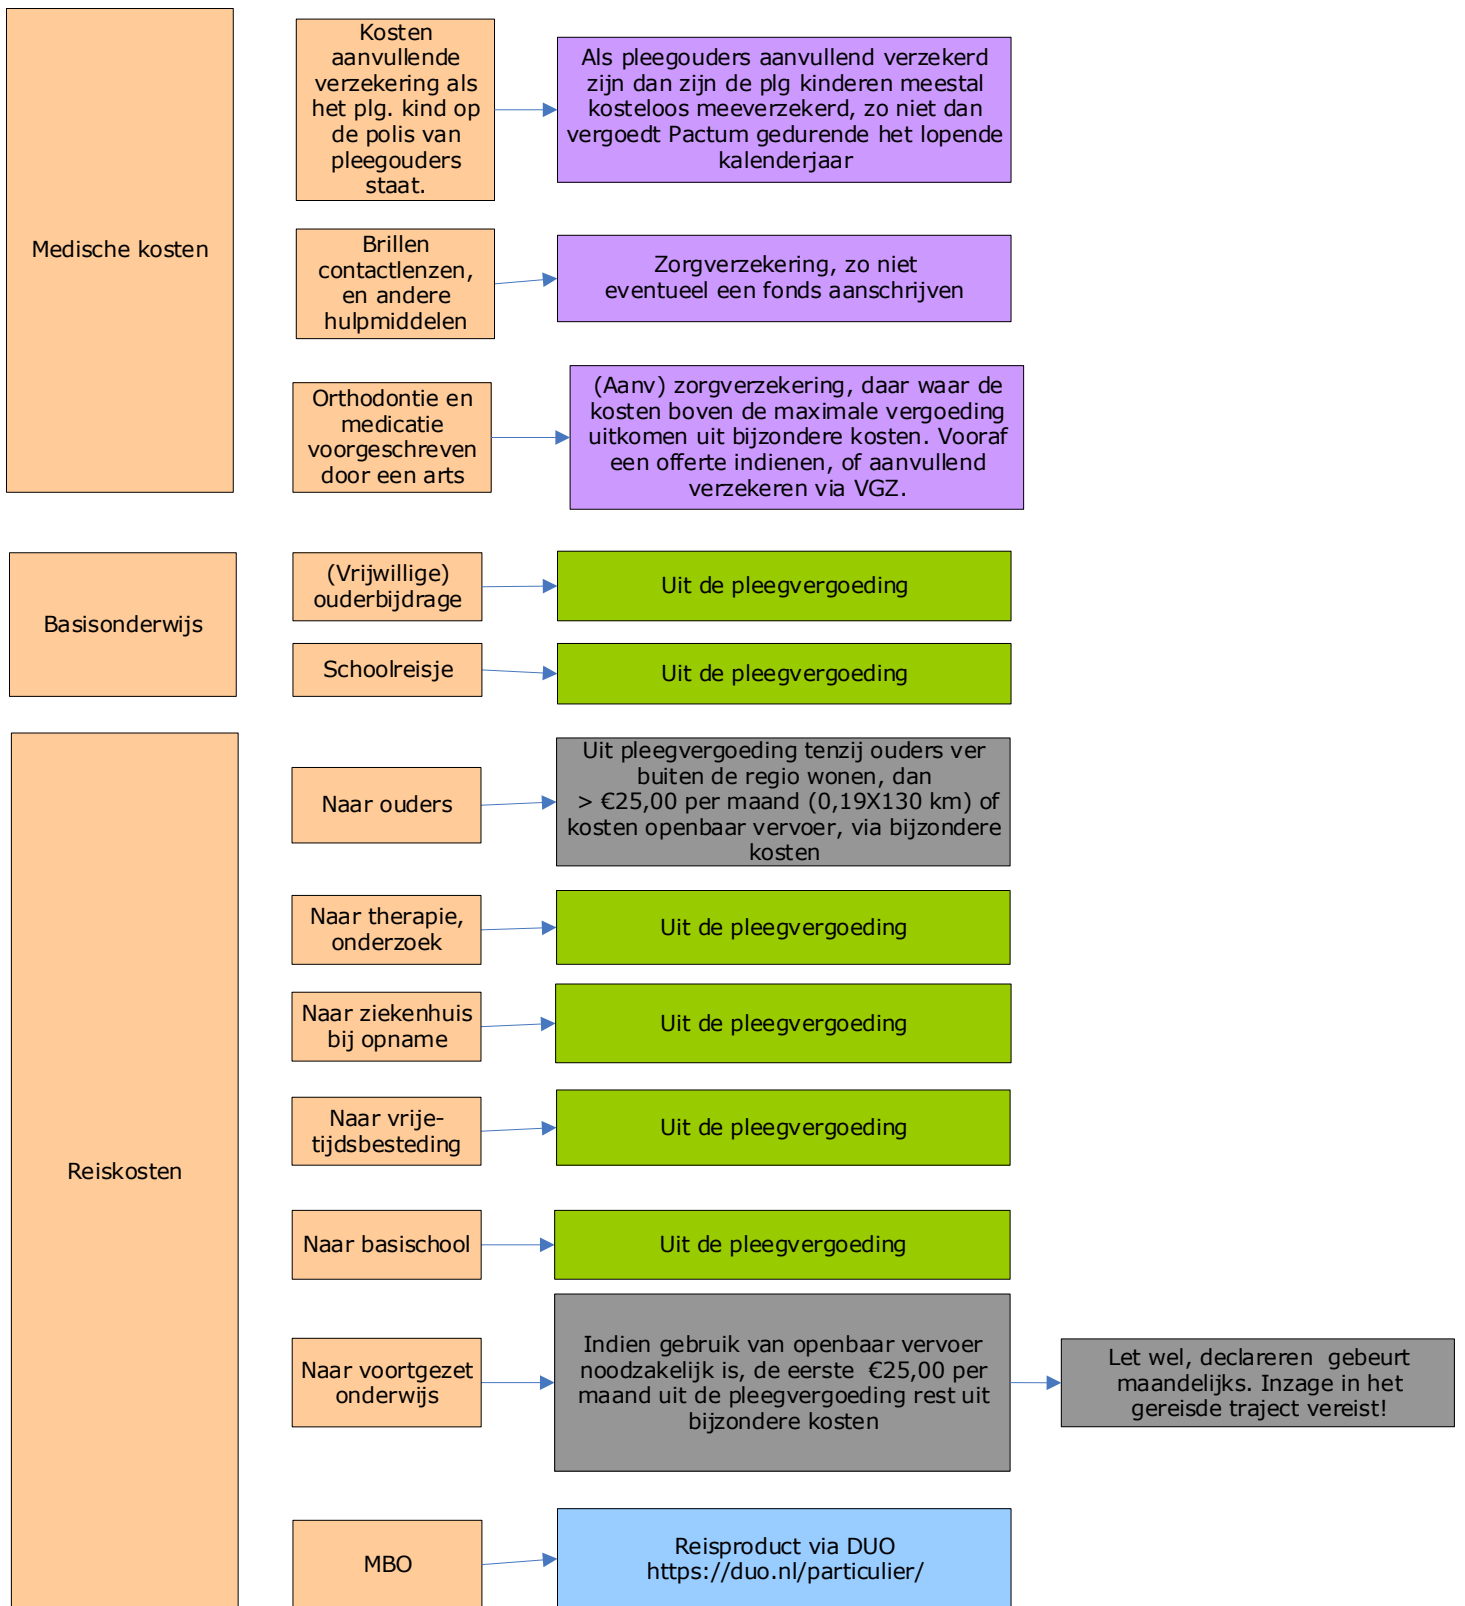 Medische kosten
Kosten
aanvullende
verzekering als
het plg. kind op
de polis van
pleegouders
staat.
Als pleegouders aanvullend verzekerd
zijn dan zijn de plg kinderen meestal
kosteloos meeverzekerd, zo niet dan
vergoedt Pactum gedurende het lopende
kalenderjaar
Brillen
contactlenzen,
en andere
hulpmiddelen
Zorgverzekering, zo niet
eventueel een fonds aanschrijven
Orthodontie en
medicatie
voorgeschreven
door een arts
(Aanv) zorgverzekering, daar waar de
kosten boven de maximale vergoeding
uitkomen uit bijzondere kosten. Vooraf
een offerte indienen, of aanvullend
verzekeren via VGZ.
Basisonderwijs
(Vrijwillige)
ouderbijdrage
Uit de pleegvergoeding
Schoolreisje
Uit de pleegvergoeding
Reiskosten
Naar ouders
Uit pleegvergoeding tenzij ouders ver
buiten de regio wonen, dan
> €25,00 per maand (0,19X130 km) of
kosten openbaar vervoer, via bijzondere
kosten
Naar therapie,
onderzoek
Uit de pleegvergoeding
Naar ziekenhuis
bij opname
Uit de pleegvergoeding
Naar vrije-
tijdsbesteding
Uit de pleegvergoeding
Naar basischool
Uit de pleegvergoeding
Naar voortgezet
onderwijs
Indien gebruik van openbaar vervoer
noodzakelijk is, de eerste €25,00 per
maand uit de pleegvergoeding rest uit
bijzondere kosten
Let wel, declareren gebeurt
maandelijks. Inzage in het
gereisde traject vereist!
MBO
Reisproduct via DUO
https://duo.nl/particulier/